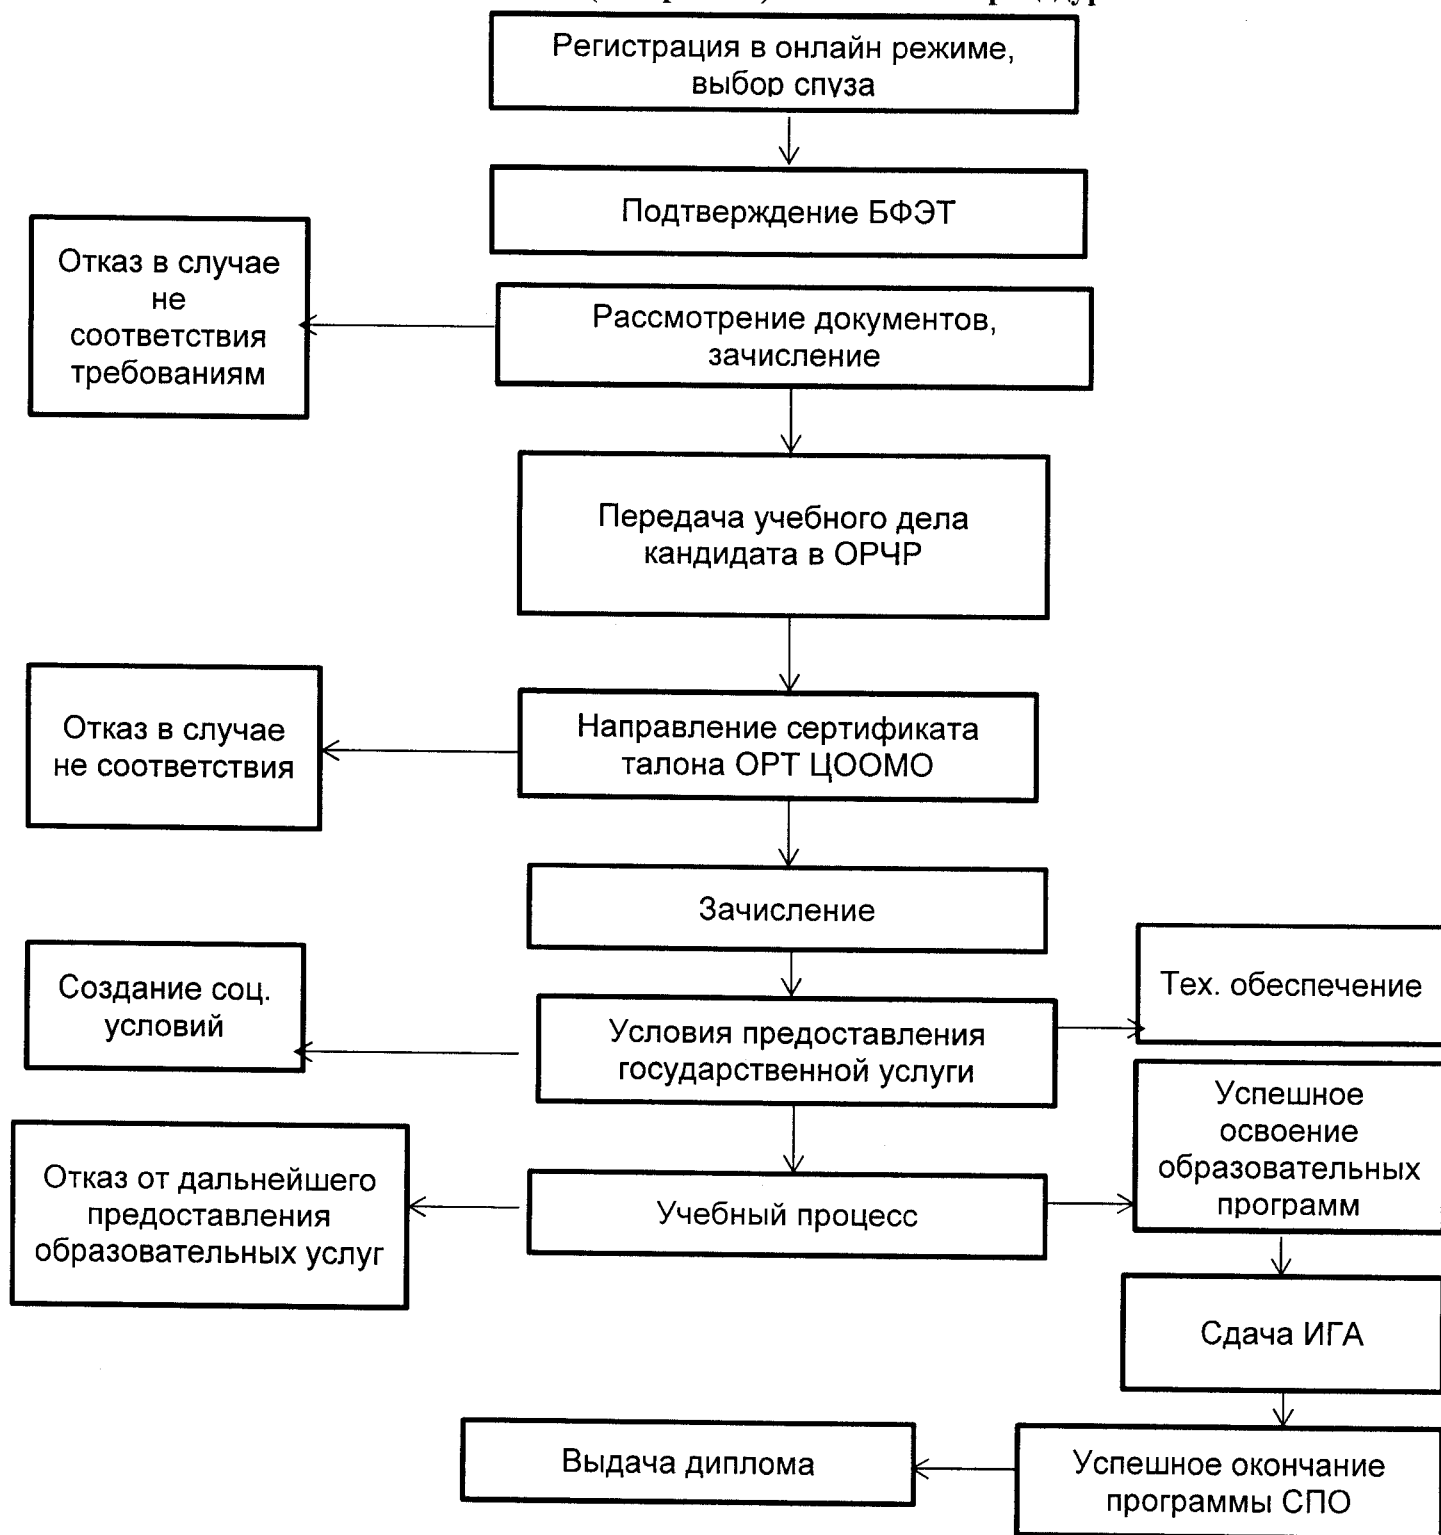 Регистрация в онлайн режиме,
выбор спуза
Подтверждение БФЭТ
Отказ в случае
не
соответствия
требованиям
Рассмотрение документов,
зачисление
Передача учебного дела
кандидата в ОРЧР
Отказ в случае
не соответствия
Направление сертификата
талона ОРТ ЦООМО
Зачисление
Создание соц.
условий
Условия предоставления
государственной услуги
Тех. обеспечение
Отказ от дальнейшего
предоставления
образовательных услуг
Учебный процесс
Успешное
освоение
образовательных
программ
Сдача ИГА
Выдача диплома
Успешное окончание
программы СПО